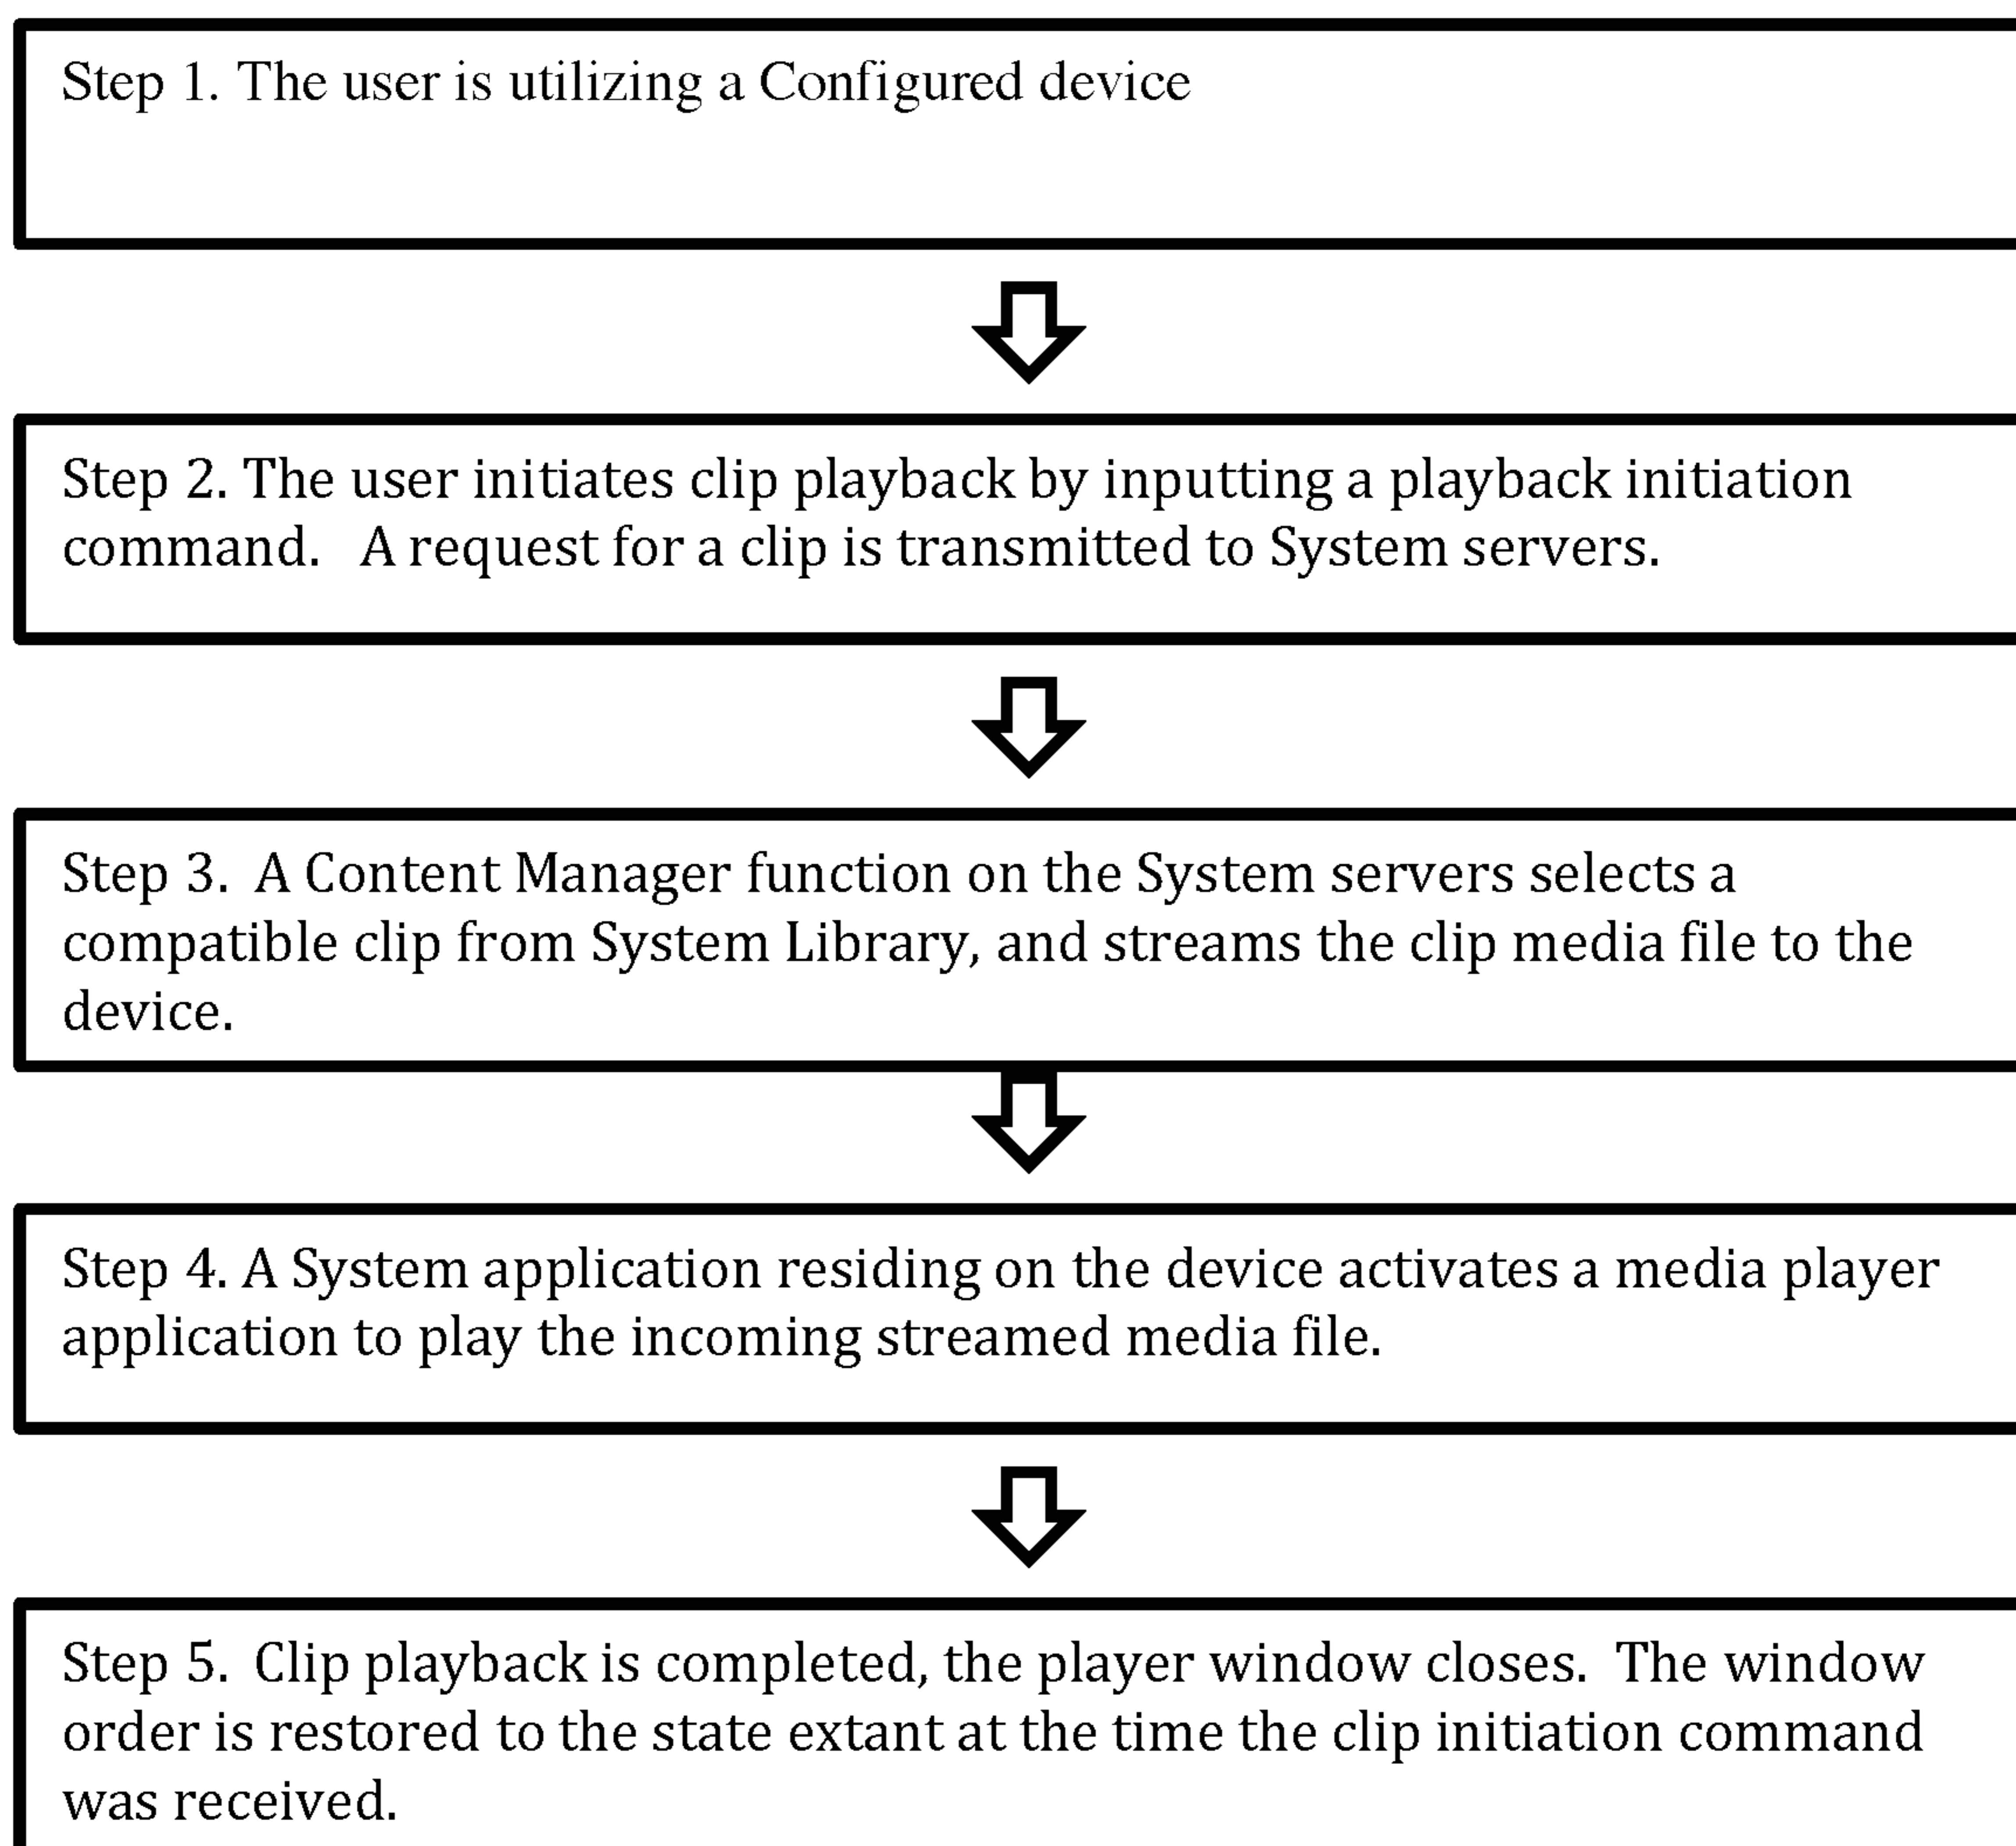 Step 1. The user is utilizing a Configured device
Step 2. The user initiates clip playback by inputting a playback initiation
command.   A request for a clip is transmitted to System servers.
Step 3.  A Content Manager function on the System servers selects a
compatible clip from System Library, and streams the clip media file to the
device.
Step 4. A System application residing on the device activates a media player
application to play the incoming streamed media file.
Step 5.  Clip playback is completed, the player window closes.  The window
order is restored to the state extant at the time the clip initiation command
was received.